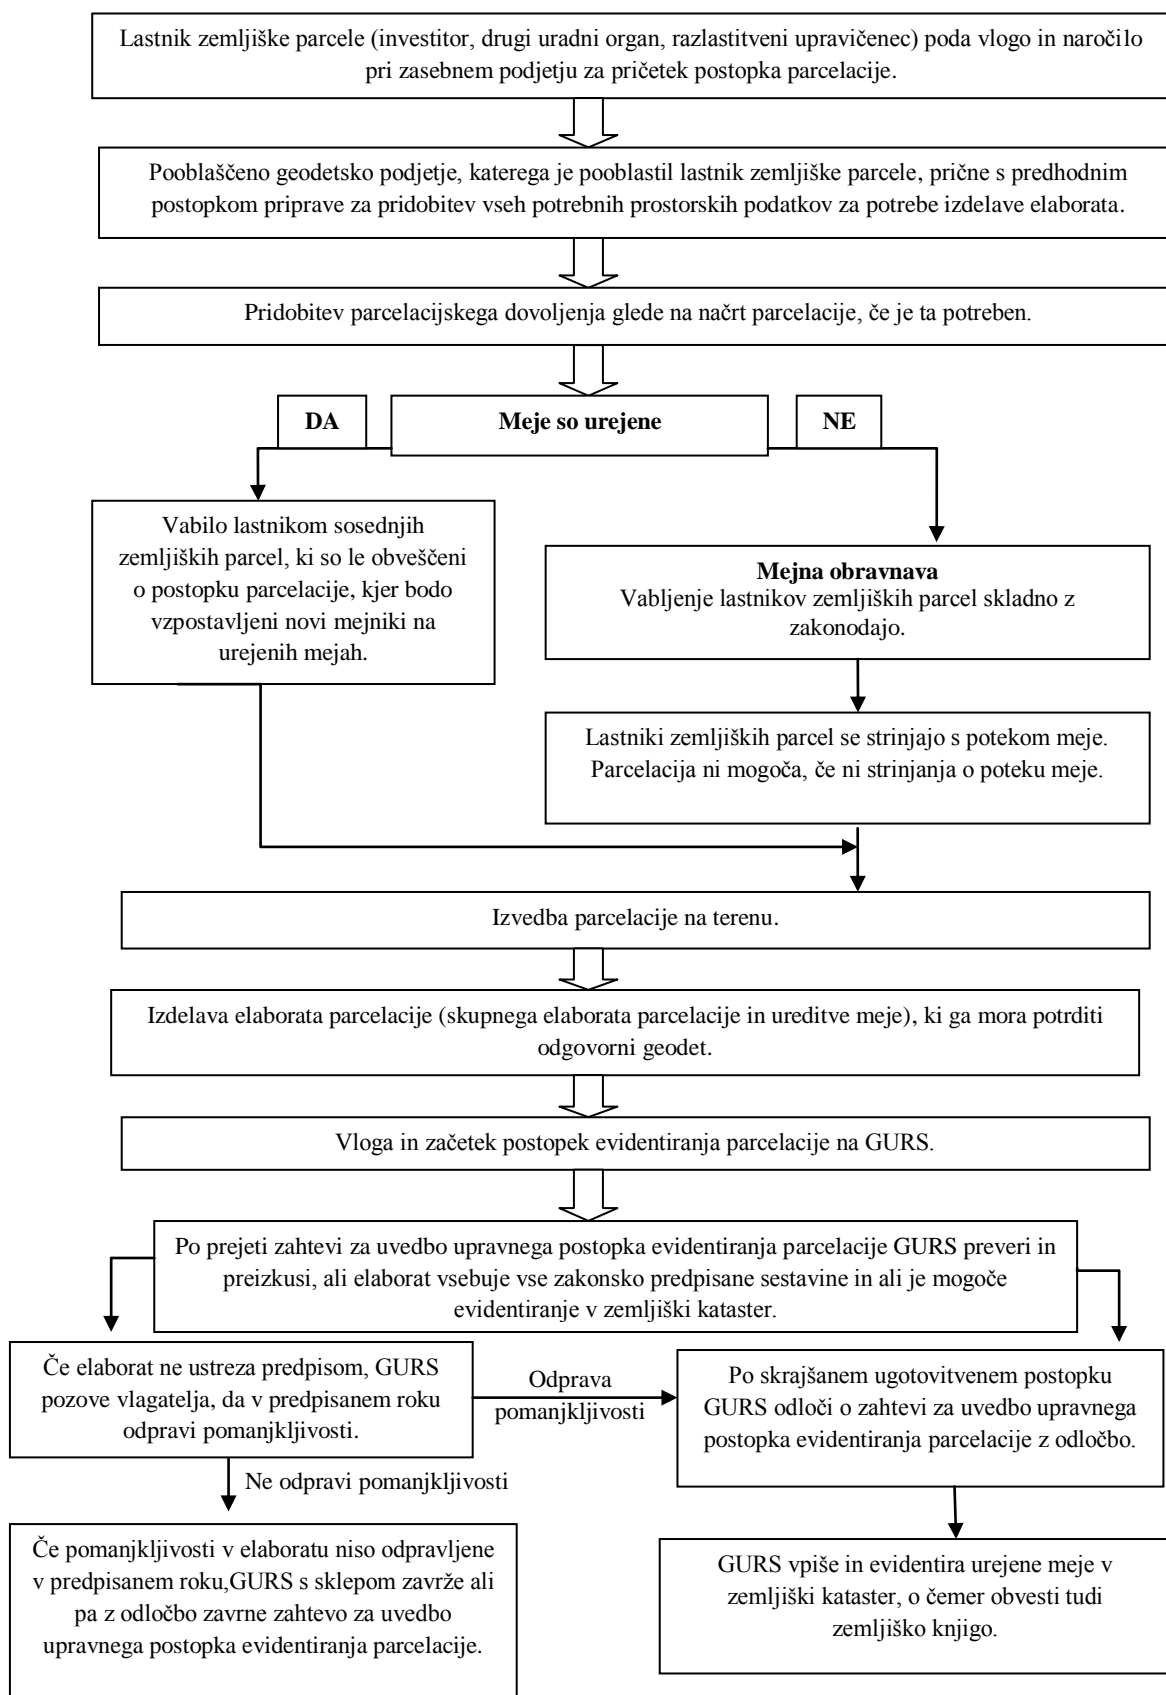 Lastnik zemljiške parcele (investitor, drugi uradni organ, razlastitveni upravičenec) poda vlogo in naročilo
pri zasebnem podjetju za pričetek postopka parcelacije.
Pooblaščeno geodetsko podjetje, katerega je pooblastil lastnik zemljiške parcele, prične s predhodnim
postopkom priprave za pridobitev vseh potrebnih prostorskih podatkov za potrebe izdelave elaborata.
Pridobitev parcelacijskega dovoljenja glede na načrt parcelacije, če je ta potreben.
DA
Meje so urejene
NE
Vabilo lastnikom sosednjih
zemljiških parcel, ki so le obveščeni
o postopku parcelacije, kjer bodo
vzpostavljeni novi mejniki na
urejenih mejah.
Mejna obravnava
Vabljenje lastnikov zemljiških parcel skladno z
zakonodajo.
Lastniki zemljiških parcel se strinjajo s potekom meje.
Parcelacija ni mogoča, če ni strinjanja o poteku meje.
Izvedba parcelacije na terenu.
Izdelava elaborata parcelacije (skupnega elaborata parcelacije in ureditve meje), ki ga mora potrditi
odgovorni geodet.
Vloga in začetek postopek evidentiranja parcelacije na GURS.
Po prejeti zahtevi za uvedbo upravnega postopka evidentiranja parcelacije GURS preveri in
preizkusi, ali elaborat vsebuje vse zakonsko predpisane sestavine in ali je mogoče
evidentiranje v zemljiški kataster.
Če elaborat ne ustreza predpisom, GURS
pozove vlagatelja, da v predpisanem roku
odpravi pomanjkljivosti.
Odprava
pomanjkljivosti
Po skrajšanem ugotovitvenem postopku
GURS odloči o zahtevi za uvedbo upravnega
postopka evidentiranja parcelacije z odločbo.
Ne odpravi pomanjkljivosti
Če pomanjkljivosti v elaboratu niso odpravljene
v predpisanem roku,GURS s sklepom zavrže ali
pa z odločbo zavrne zahtevo za uvedbo
upravnega postopka evidentiranja parcelacije.
GURS vpiše in evidentira urejene meje v
zemljiški kataster, o čemer obvesti tudi
zemljiško knjigo.